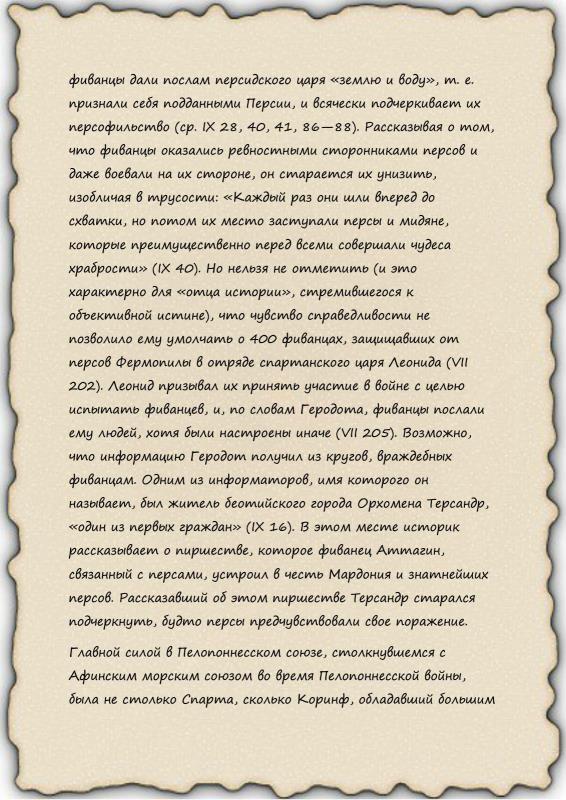 фиванцы дали послам персидского царя «землю и воду», т. е.
признали себя подданными Персии, и всячески подчеркивает их
персофильство (ср. IX 28, 40, 41, 86—88). Рассказывая о том,
что фиванцы оказались ревностными сторонниками персов и
даже воевали на их стороне, он старается их унизить,
изобличая в трусости: «Каждый раз они шли вперед до
схватки, но потом их место заступали персы и мидяне,
которые преимущественно перед всеми совершали чудеса
храбрости» (IX 40). Но нельзя не отметить (и это
характерно для «отца истории», стремившегося к
объективной истине), что чувство справедливости не
позволило ему умолчать о 400 фиванцах, защищавших от
персов Фермопилы в отряде спартанского царя Леонида (VII
202). Леонид призывал их принять участие в войне с целью
испытать фиванцев, и, по словам Геродота, фиванцы послали
ему людей, хотя были настроены иначе (VII 205). Возможно,
что информацию Геродот получил из кругов, враждебных
фиванцам. Одним из информаторов, имя которого он
называет, был житель беотийского города Орхомена Терсандр,
«один из первых граждан» (IX 16). В этом месте историк
рассказывает о пиршестве, которое фиванец Аттагин,
связанный с персами, устроил в честь Мардония и знатнейших
персов. Рассказавший об этом пиршестве Терсандр старался
подчеркнуть, будто персы предчувствовали свое поражение.
Главной силой в Пелопоннесском союзе, столкнувшемся с
Афинским морским союзом во время Пелопоннесской войны,
была не столько Спарта, сколько Коринф, обладавший большим